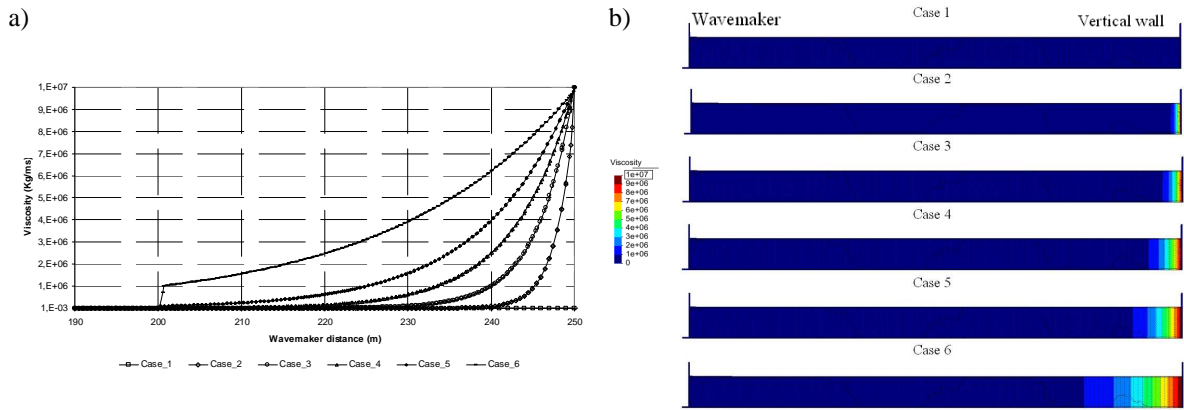 a)
1,E+07
9,E+06
8,E+06
7,E+06
6,E+06
5,E+06
4,E+06
3,E+06
2,E+06
1,E+06
1,E-03
Viscosity (Kg/ms)
190 200 210 220 230 240 250
Wavemaker distance (m)
Case_1 Case_2 Case_3 Case_4 Case_5 Case_6
b)
Case 1
Wavemaker Vertical wall
Case 2
Case 3
Viscosity
1e+07
9e+06
8e+06
7e+06
6e+06
5e+06
4e+06
3e+06
2e+06
1e+06
0
Case 4
Case 5
Case 6